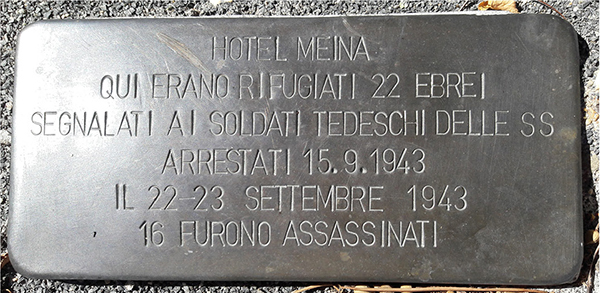 HOTEL MEINA
QUI ERANO RIFUGIATI 22 EBREI
SEGNALATI AI SOLDATI TEDESCHI DELLE SS
ARRESTATI 15.9.1943
IL 22-23 SETTEMBRE 1943
16 FURONO ASSASSINATI